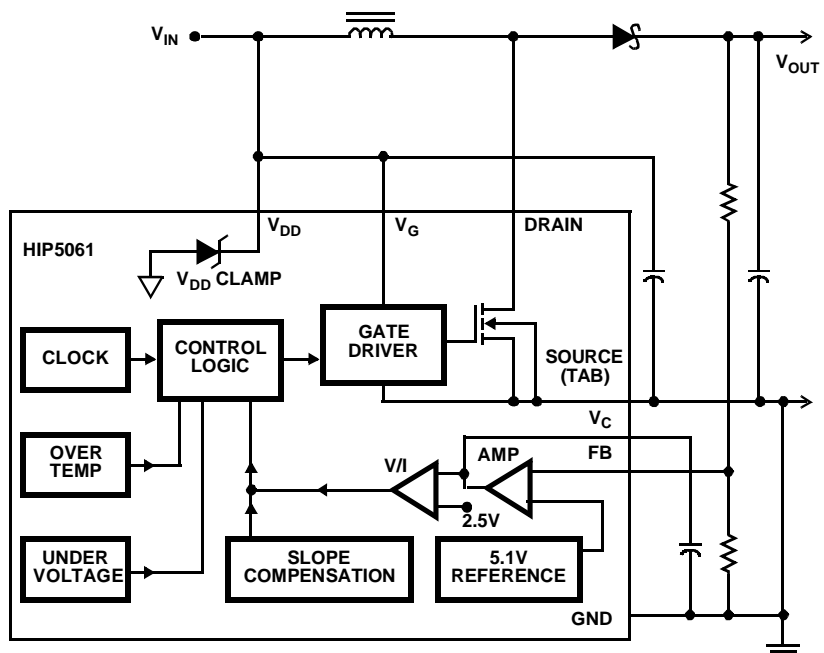 VIN
VOUT
VDD
VG
DRAIN
HIP5061
VDD CLAMP
CLOCK
CONTROL
LOGIC
GATE
DRIVER
SOURCE
(TAB)
VC
OVER
TEMP
V/I
AMP
FB
2.5V
UNDER
VOLTAGE
SLOPE
COMPENSATION
5.1V
REFERENCE
GND